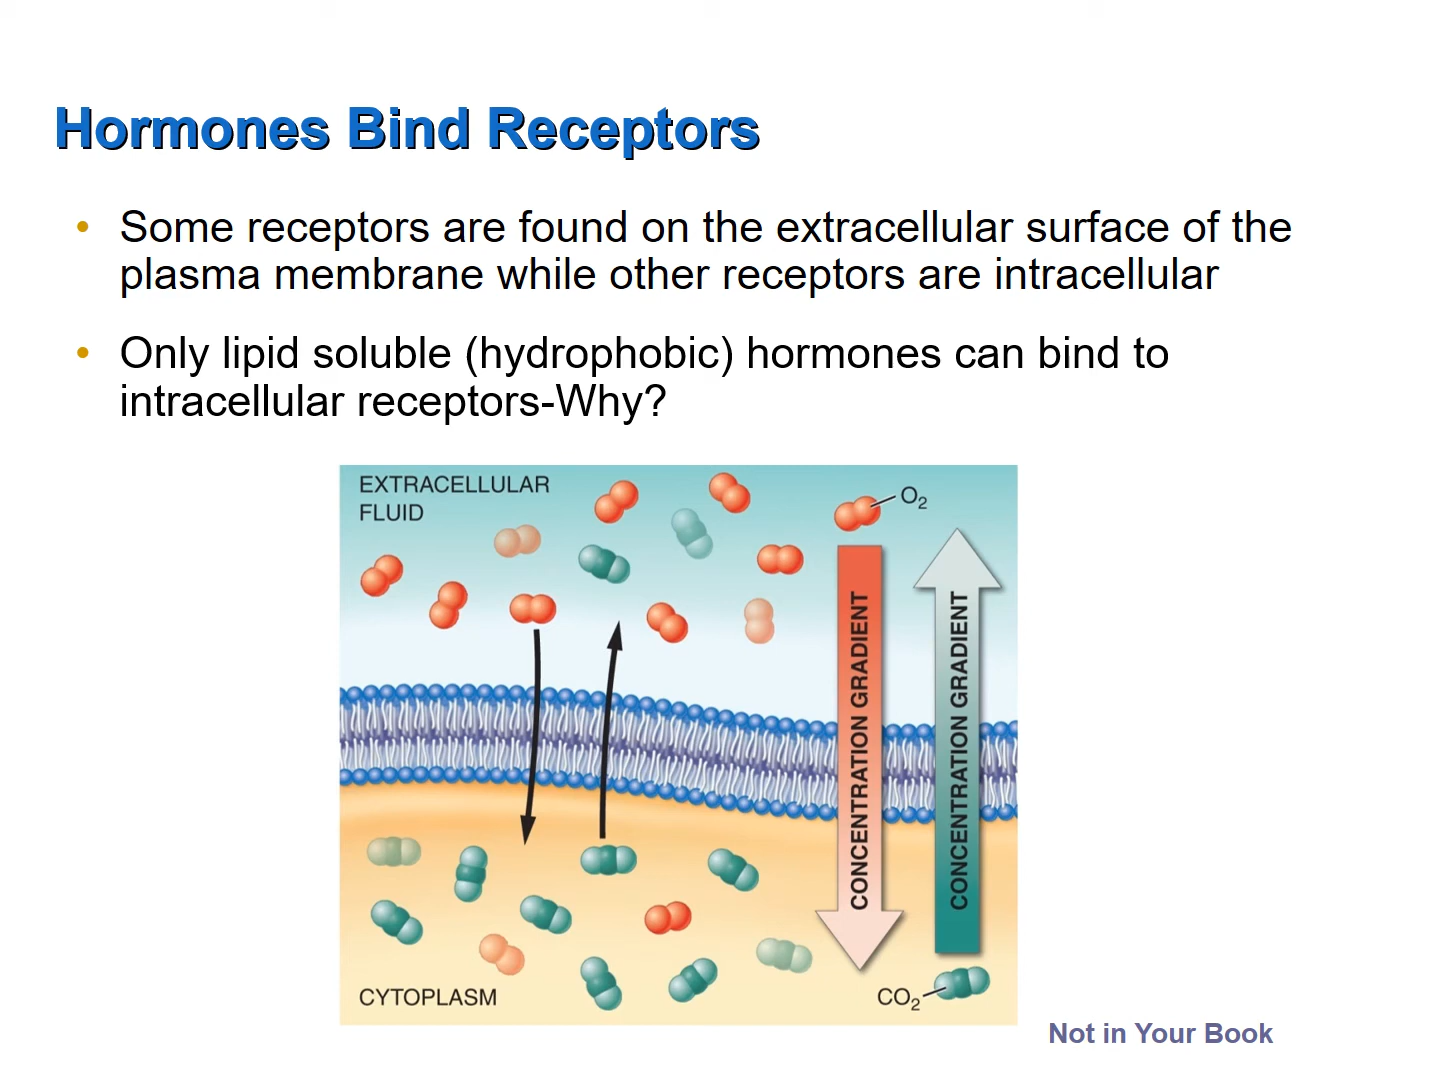 Hormones Bind Receptors
• Some receptors are found on the extracellular surface of the
plasma membrane while other receptors are intracellular
• Only lipid soluble (hydrophobic) hormones can bind to
intracellular receptors-Why?
EXTRACELLULAR
FLUID
O₂
CONCENTRATION GRADIENT
CONCENTRATION GRADIENT
CYTOPLASM
CO₂
Not in Your Book